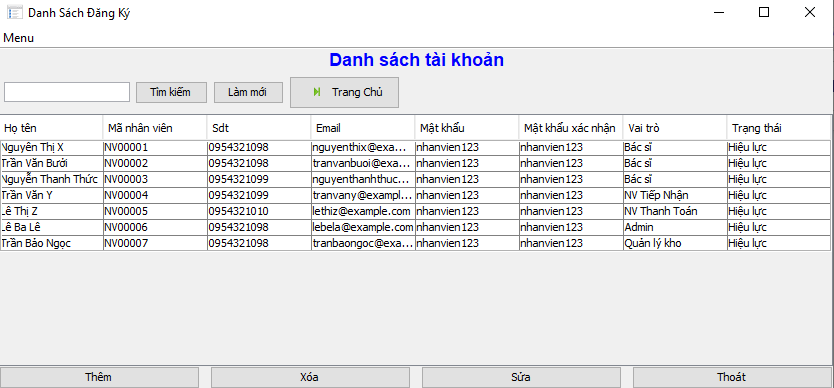 Danh Sách Đăng Ký
Menu
Danh sách tài khoản
Tìm kiếm Làm mới Trang Chủ
Họ tên Mã nhân viên Sdt Email Mật khẩu Mật khẩu xác nhận Vai trò Trạng thái
Nguyễn Thị X NV00001 0954321098 nguyenthix@exa... nhanvien123 nhanvien123 Bác sĩ Hiệu lực
Trần Văn Bưởi NV00002 0954321098 tranvanbuoi@ex... nhanvien123 nhanvien123 Bác sĩ Hiệu lực
Nguyễn Thanh Thức NV00003 0954321099 nguyenthanhthuc... nhanvien123 nhanvien123 Bác sĩ Hiệu lực
Trần Văn Y NV00004 0954321099 tranvany@exampl... nhanvien123 nhanvien123 NV Tiếp Nhận Hiệu lực
Lê Thị Z NV00005 0954321010 lethiz@example.com nhanvien123 nhanvien123 NV Thanh Toán Hiệu lực
Lê Ba Lê NV00006 0954321098 lebela@example.com nhanvien123 nhanvien123 Admin Hiệu lực
Trần Bảo Ngọc NV00007 0954321098 tranbaongoc@exa... nhanvien123 nhanvien123 Quản lý kho Hiệu lực
Thêm Xóa Sửa Thoát